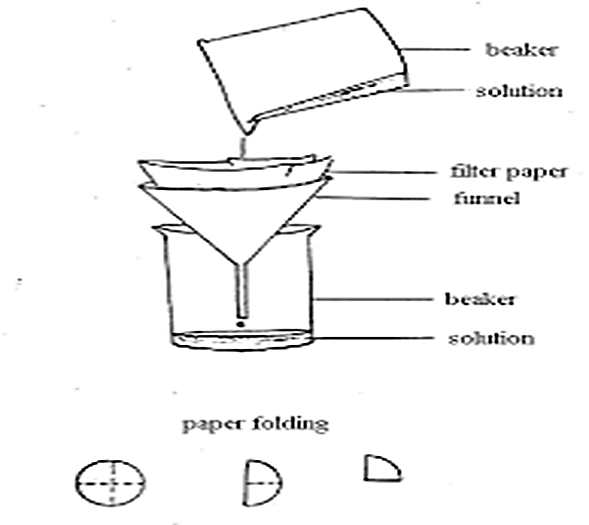 beaker
solution
filter paper
funnel
beaker
solution
paper folding